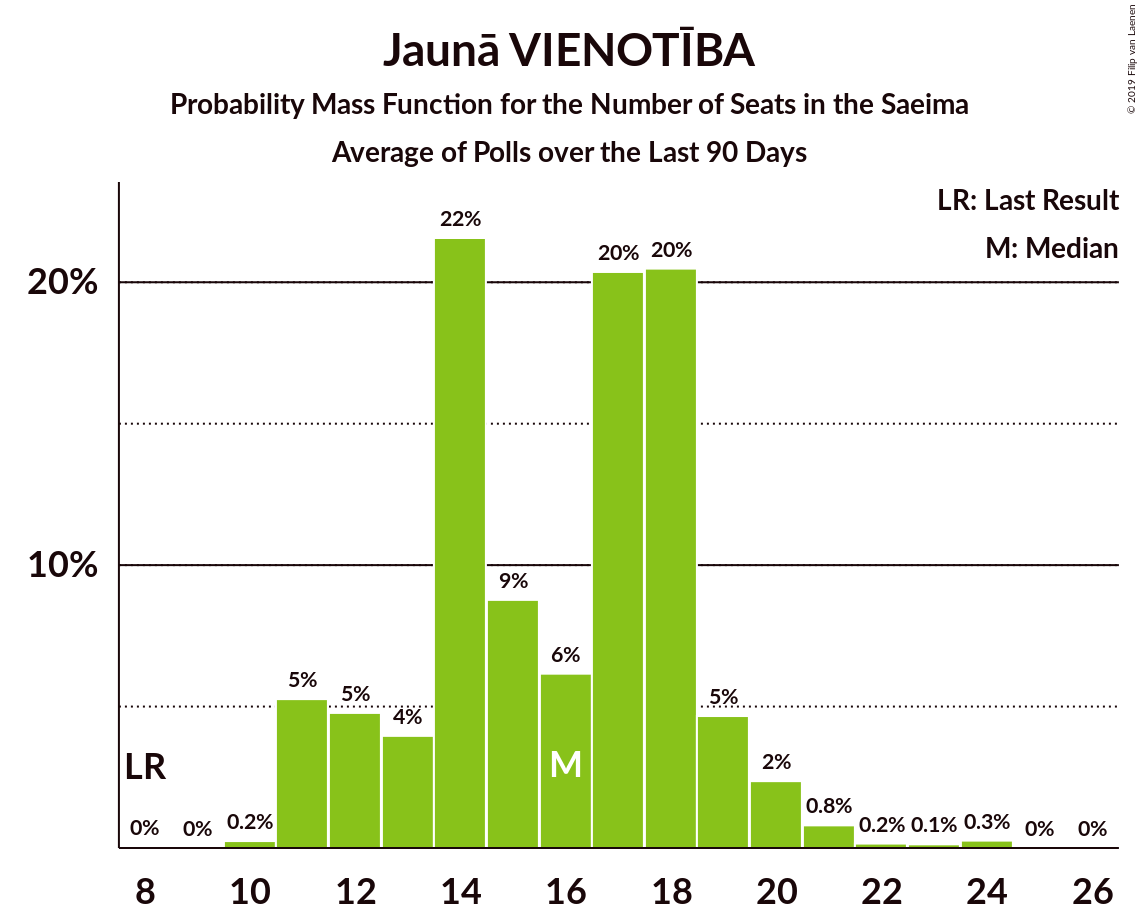 Jaunā VIENOTĪBA
Probability Mass Function for the Number of Seats in the Saeima
Average of Polls over the Last 90 Days
© 2019 Filip van Laenen
LR: Last Result
M: Median
20%
10%
0% 0% 0.2% 5% 5% 4% 22% 9% 6% 20% 20% 5% 2% 0.8% 0.2% 0.1% 0.3% 0% 0%
LR
M
8 10 12 14 16 18 20 22 24 26